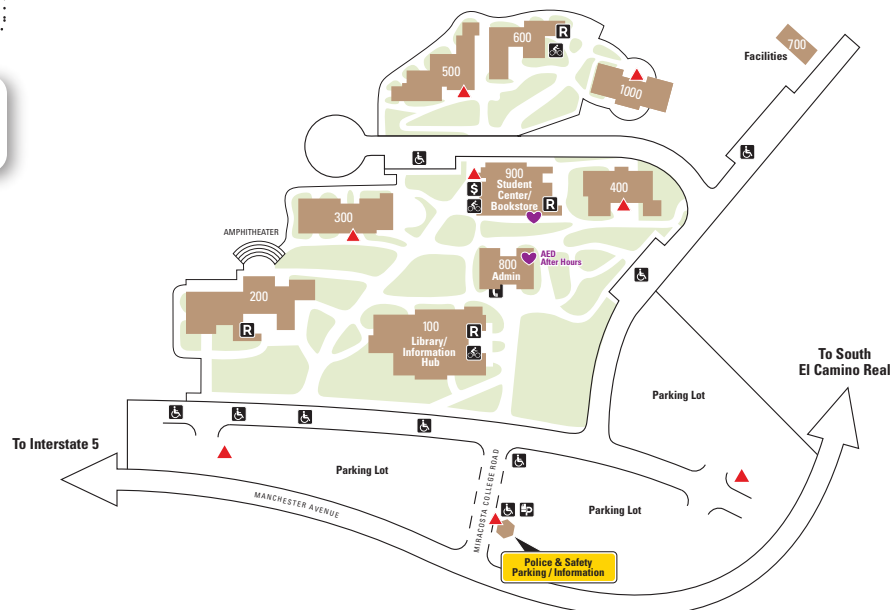 600
R
700
Facilities
500
1000
900
Student
Center/
Bookstore
$
R
400
300
AMPHITHEATER
AED
After Hours
800
Admin
200
R
100
Library/
Information
Hub
R
To South
El Camino Real
Parking Lot
To Interstate 5
Parking Lot
MANCHESTER AVENUE
MIRACOSTA COLLEGE ROAD
Parking Lot
Police & Safety
Parking / Information